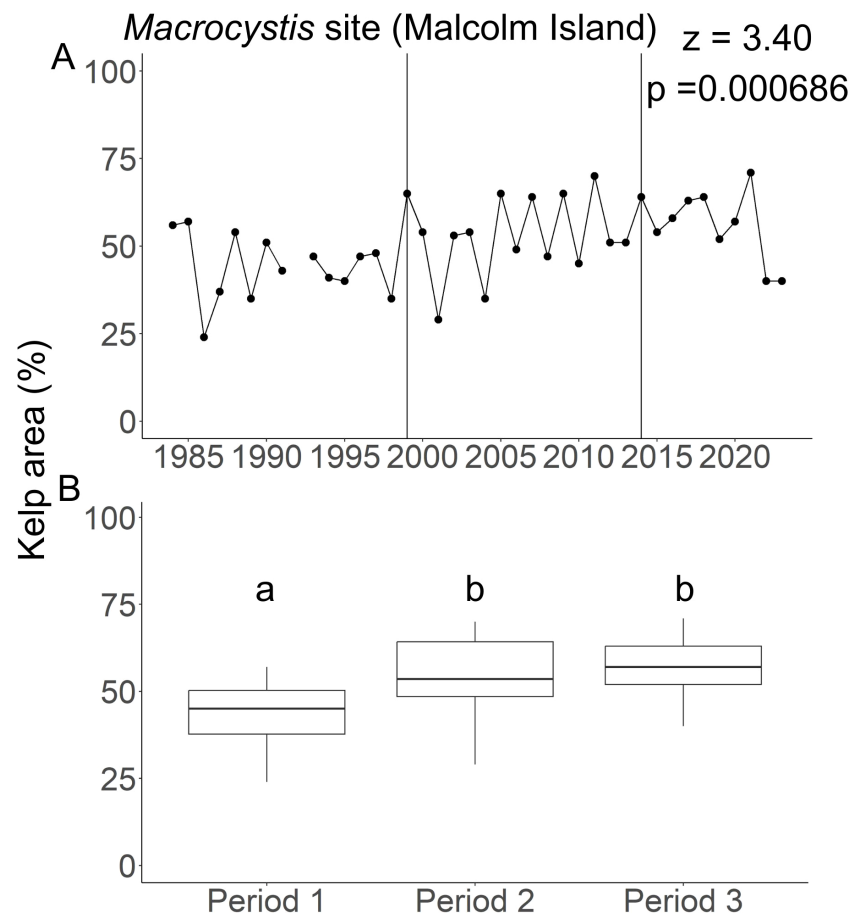 Macrocystis site (Malcolm Island)
z = 3.40
p =0.000686
A
100
75
50
25
0
1985 1990 1995 2000 2005 2010 2015 2020
Kelp area (%)
B
100
75
50
25
0
a b b
Period 1 Period 2 Period 3